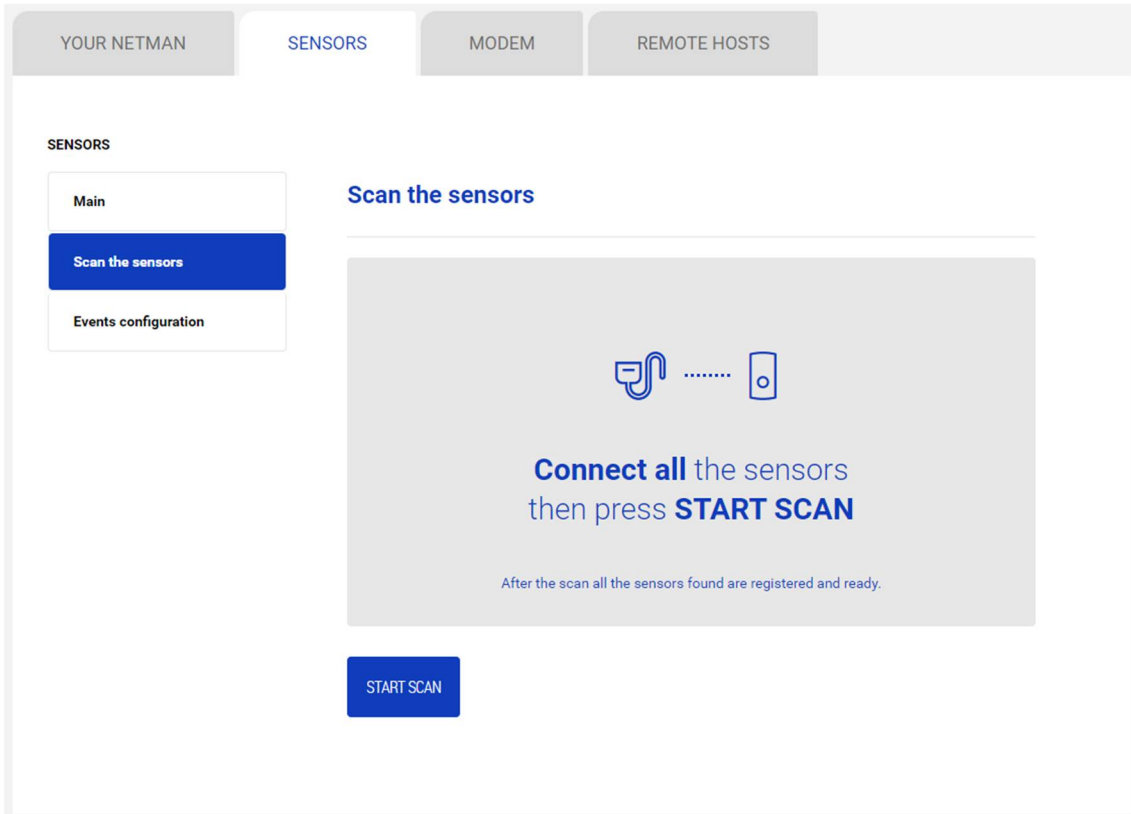 YOUR NETMAN
SENSORS
MODEM
REMOTE HOSTS
SENSORS
Main
Scan the sensors
Events configuration
Scan the sensors
Connect all the sensors
then press START SCAN
After the scan all the sensors found are registered and ready.
START SCAN